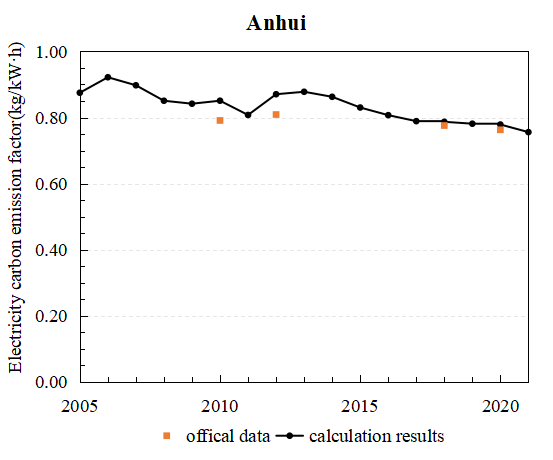 Anhui
Electricity carbon emission factor(kg/kW·h)
1.00
0.80
0.60
0.40
0.20
0.00
2005 2010 2015 2020
offical data calculation results